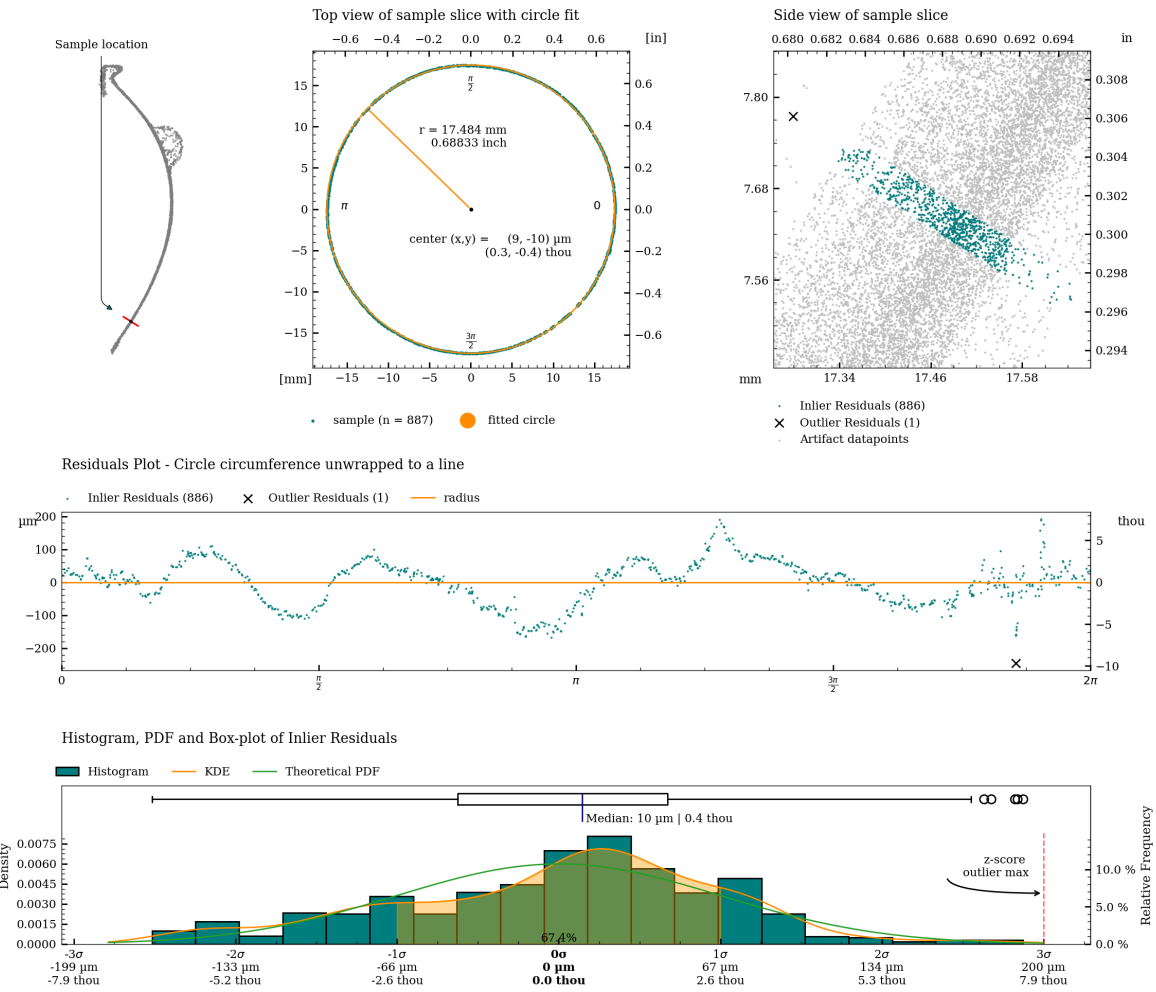 Sample location
Top view of sample slice with circle fit
−0.6 −0.4 −0.2 0.0 0.2 0.4 0.6 [in]
15
10
5
0
−5
−10
−15
0.6
0.4
0.2
0.0
−0.2
−0.4
−0.6
π/2
r = 17.484 mm
0.68833 inch
π
0
center (x,y) = (9, -10) µm
(0.3, -0.4) thou
3π/2
[mm] −15 −10 −5 0 5 10 15
sample (n = 887) fitted circle
Side view of sample slice
0.680 0.682 0.684 0.686 0.688 0.690 0.692 0.694 in
7.80
7.68
7.56
0.308
0.306
0.304
0.302
0.300
0.298
0.296
0.294
mm 17.34 17.46 17.58
Inlier Residuals (886)
Outlier Residuals (1)
Artifact datapoints
Residuals Plot - Circle circumference unwrapped to a line
Inlier Residuals (886) Outlier Residuals (1) radius
µm
200
100
0
−100
−200
thou
5
0
−5
−10
0 π/2 π 3π/2 2π
Histogram, PDF and Box-plot of Inlier Residuals
Histogram KDE Theoretical PDF
Median: 10 µm | 0.4 thou
Density
0.0075
0.0060
0.0045
0.0030
0.0015
0.0000
z-score
outlier max
67.4%
Relative Frequency
10.0 %
5.0 %
0.0 %
-3σ -2σ -1σ 0σ 1σ 2σ 3σ
-199 µm -133 µm -66 µm 0 µm 67 µm 134 µm 200 µm
-7.9 thou -5.2 thou -2.6 thou 0.0 thou 2.6 thou 5.3 thou 7.9 thou